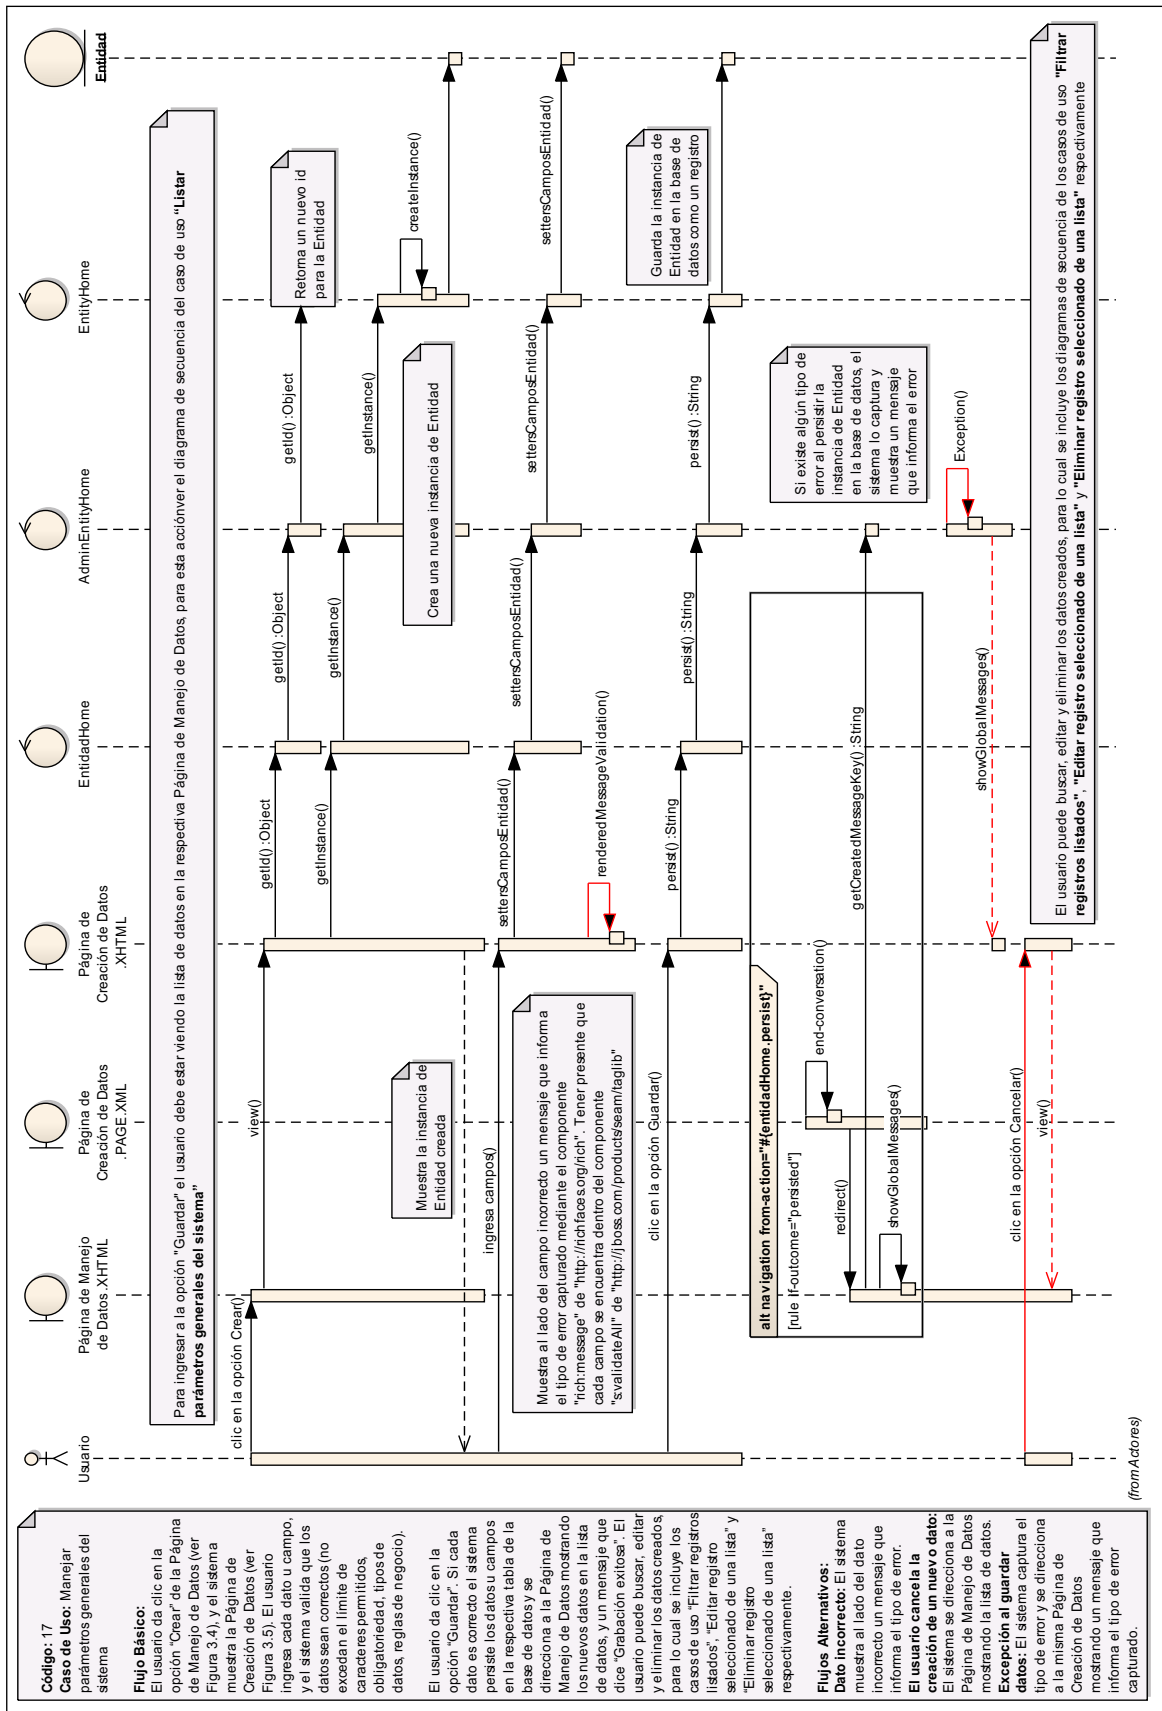 Código: 17
Caso de Uso: Manejar
parámetros generales del
sistema
Flujo Básico:
El usuario da clic en la
opción "Crear" de la Página
de Manejo de Datos (ver
Figura 3.4), y el sistema
muestra la Página de
Creación de Datos (ver
Figura 3.5). El usuario
ingresa cada dato u campo,
y el sistema valida que los
datos sean correctos (no
excedan el límite de
caracteres permitidos,
obligatoriedad, tipos de
datos, reglas de negocio).
El usuario da clic en la
opción "Guardar". Si cada
dato es correcto el sistema
persiste los datos u campos
en la respectiva tabla de la
base de datos y se
direcciona a la Página de
Manejo de Datos mostrando
los nuevos datos en la lista
de datos, y un mensaje que
dice "Grabación exitosa". El
usuario puede buscar, editar
y eliminar los datos creados,
para lo cual se incluye los
casos de uso "Filtrar registros
listados", "Editar registro
seleccionado de una lista" y
"Eliminar registro
seleccionado de una lista"
respectivamente.
Flujos Alternativos:
Dato incorrecto: El sistema
muestra al lado del dato
incorrecto un mensaje que
informa el tipo de error.
El usuario cancela la
creación de un nuevo dato:
El sistema se direcciona a la
Página de Manejo de Datos
mostrando la lista de datos.
Excepción al guardar
datos: El sistema captura el
tipo de error y se direcciona
a la misma Página de
Creación de Datos
mostrando un mensaje que
informa el tipo de error
capturado.
Usuario
Página de Manejo
de Datos.XHTML
Página de
Creación de Datos
.PAGE.XML
Página de
Creación de Datos
.XHTML
EntidadHome
AdminEntityHome
EntityHome
Entidad
Para ingresar a la opción "Guardar" el usuario debe estar viendo la lista de datos en la respectiva Página de Manejo de Datos, para esta acciónver el diagrama de secuencia del caso de uso "Listar
parámetros generales del sistema"
clic en la opción Crear()
view()
getId() :Object
getId() :Object
getId() :Object
Retorna un nuevo id
para la Entidad
getInstance()
getInstance()
getInstance()
createInstance()
Crea una nueva instancia de Entidad
Muestra la instancia de
Entidad creada
ingresa campos()
settersCamposEntidad()
settersCamposEntidad()
settersCamposEntidad()
settersCamposEntidad()
renderedMessageValidation()
Muestra al lado del campo incorrecto un mensaje que informa
el tipo de error capturado mediante el componente
"rich:message" de "http://richfaces.org/rich". Tener presente que
cada campo se encuentra dentro del componente
"s:validateAll" de "http://jboss.com/products/seam/taglib"
clic en la opción Guardar()
persist() :String
persist() :String
persist() :String
Guarda la instancia de
Entidad en la base de
datos como un registro
alt navigation from-action="#{entidadHome.persist}"
[rule if-outcome="persisted"]
end-conversation()
redirect()
getCreatedMessageKey() :String
showGlobalMessages()
Si existe algún tipo de
error al persistir la
instancia de Entidad
en la base de datos, el
sistema lo captura y
muestra un mensaje
que informa el error
Exception()
showGlobalMessages()
clic en la opción Cancelar()
view()
El usuario puede buscar, editar y eliminar los datos creados, para lo cual se incluye los diagramas de secuencia de los casos de uso "Filtrar
registros listados", "Editar registro seleccionado de una lista" y "Eliminar registro seleccionado de una lista" respectivamente
(from Actores)